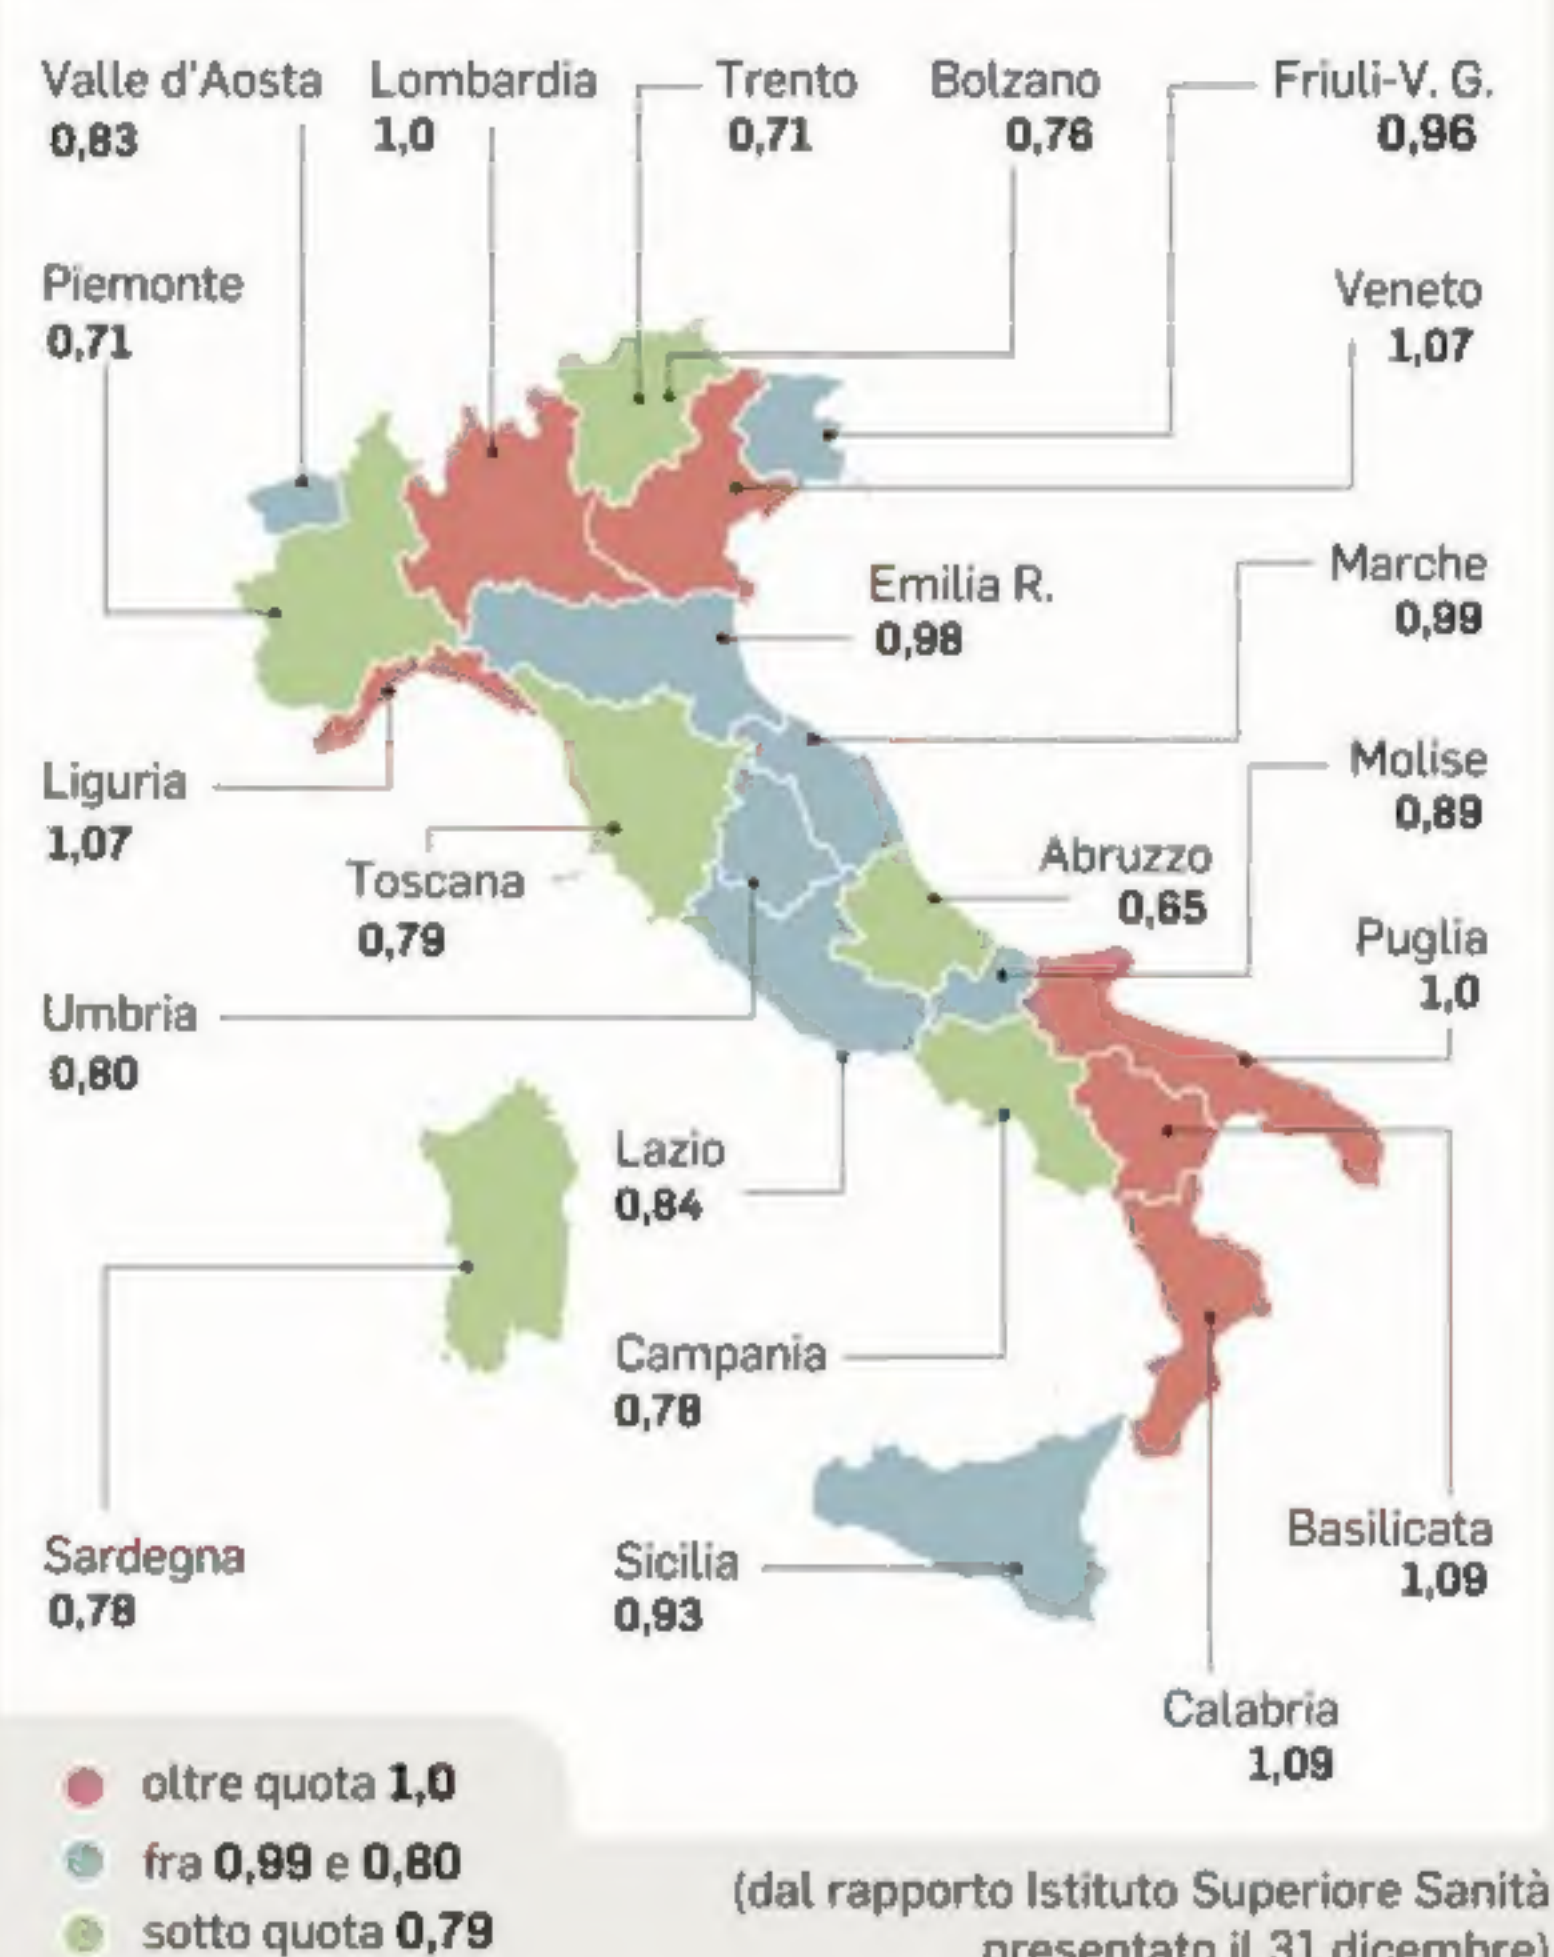 Valle d'Aosta
0,83
Lombardia
1,0
Trento
0,71
Bolzano
0,76
Friuli-V. G.
0,96
Piemonte
0,71
Veneto
1,07
Emilia R.
0,98
Marche
0,99
Liguria
1,07
Molise
0,89
Toscana
0,79
Abruzzo
0,65
Puglia
1,0
Umbria
0,80
Lazio
0,84
Campania
0,78
Sardegna
0,78
Sicilia
0,93
Basilicata
1,09
Calabria
1,09
oltre quota 1,0
fra 0,99 e 0,80
sotto quota 0,79
(dal rapporto Istituto Superiore Sanità
presentato il 31 dicembre)